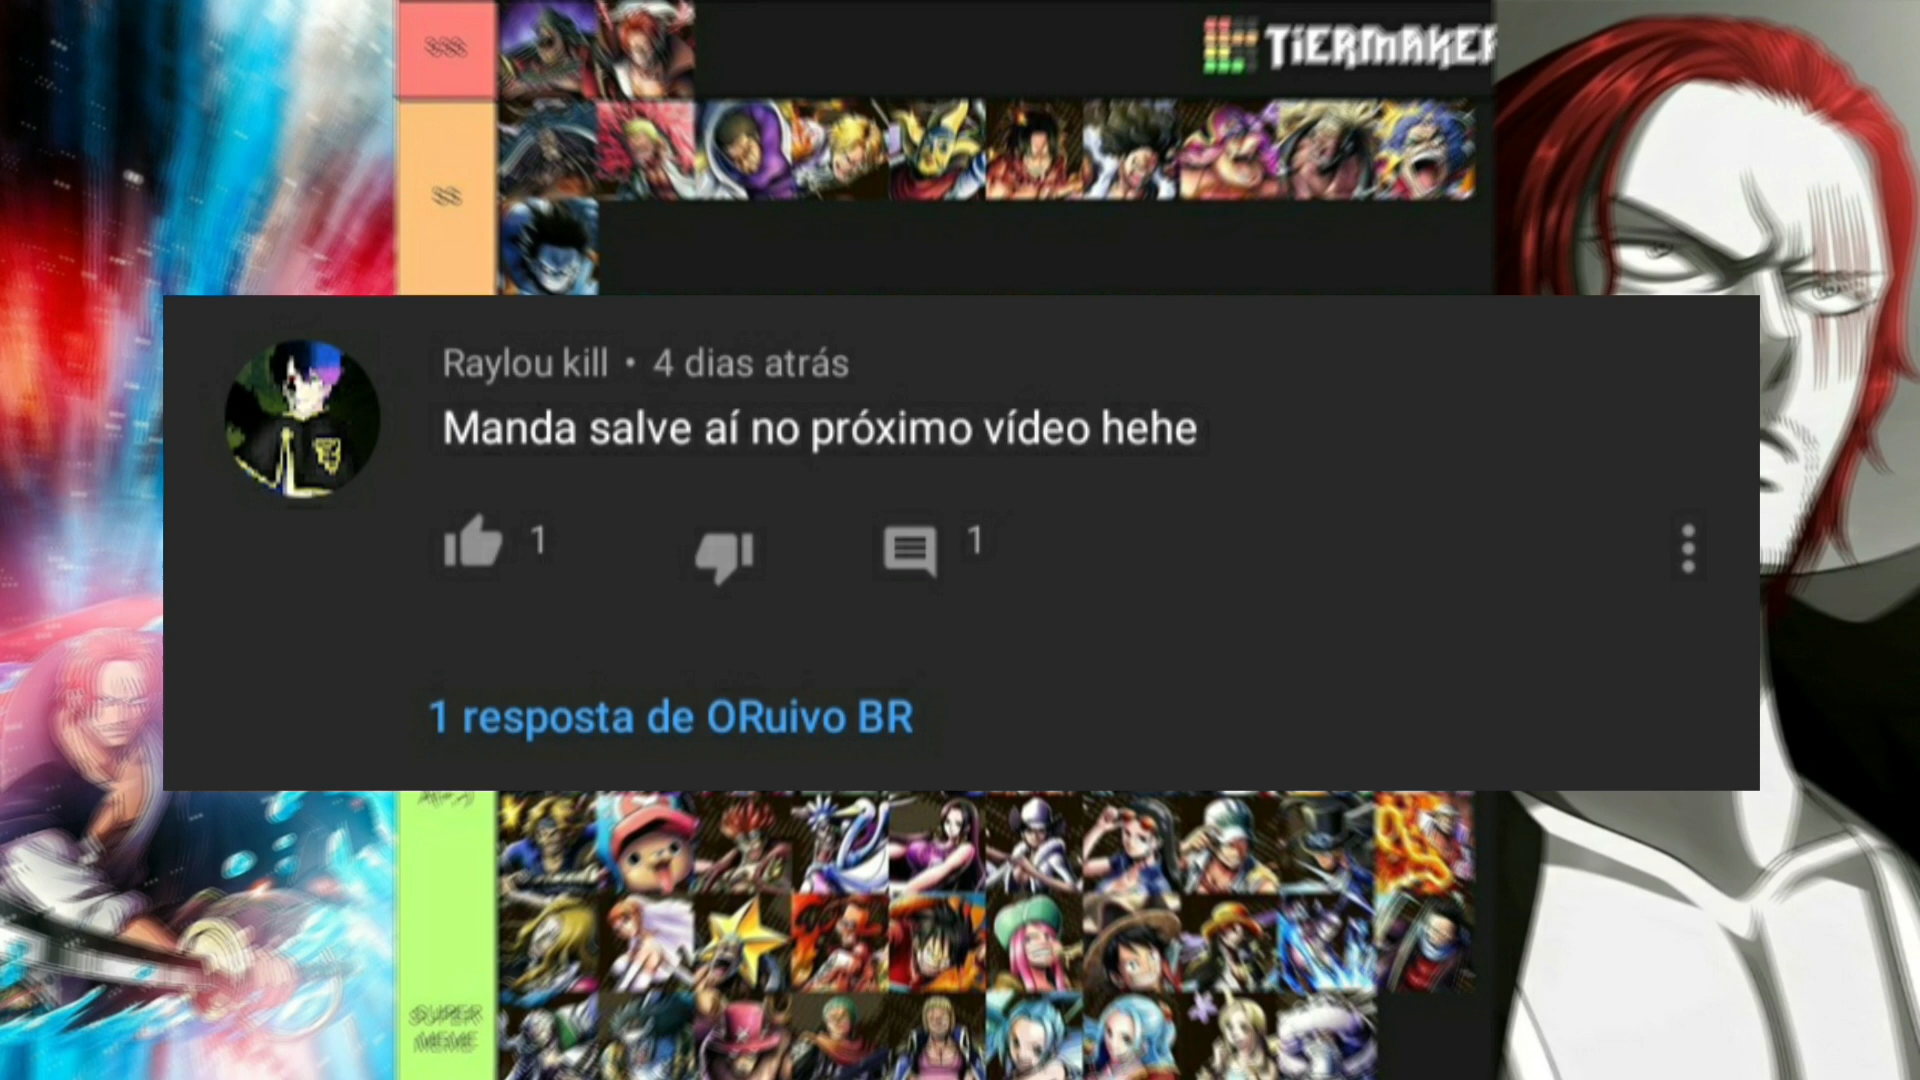 SSS
TiERMAKER
SS
Raylou kill • 4 dias atrás
Manda salve aí no próximo vídeo hehe
1
1
1 resposta de ORuivo BR
SUPER
MEME